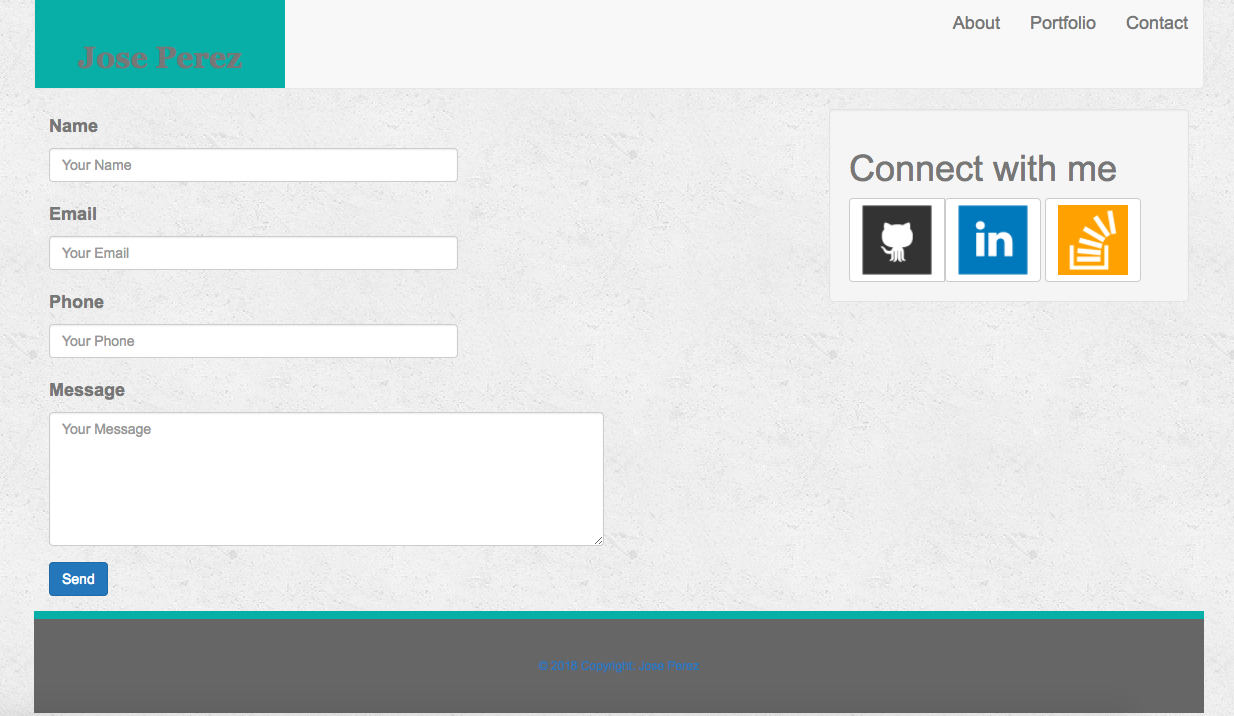 Jose Perez
About Portfolio Contact
Name
Your Name
Email
Your Email
Phone
Your Phone
Message
Your Message
Send
Connect with me
in
© 2018 Copyright: Jose Perez